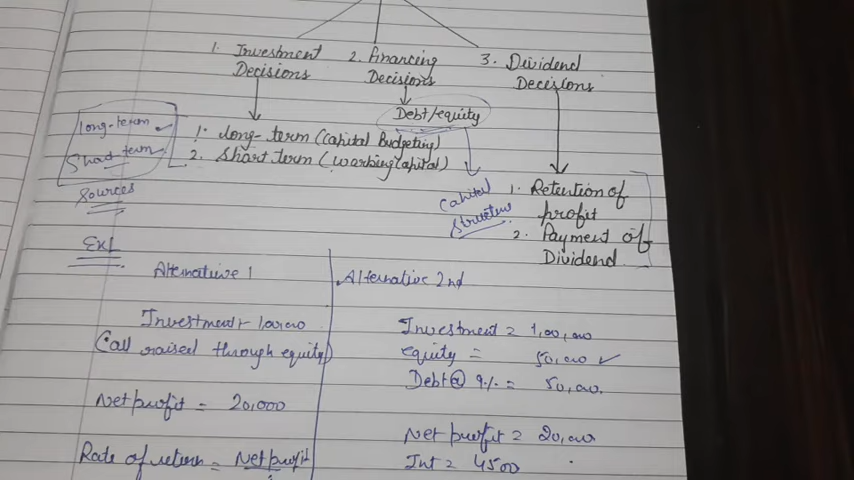 1. Investment Decisions
2. Financing Decisions
3. Dividend Decisions
Debt/equity
Long-term
Short term
Sources
1. Long-term (Capital Budgeting)
2. Short term (Warking Capital)
Capital
Structure
1. Retention of
profit
2. Payment of
Dividend
Ex1
Alternative 1
Investment 1,00,000
(all raised through equity)
Net profit = 20,000
Rate of return = Net profit
Alternative 2nd
Investment = 1,00,000
equity = 50,000
Debt@ 9% = 50,000.
Net profit = 20,000
Int = 4500